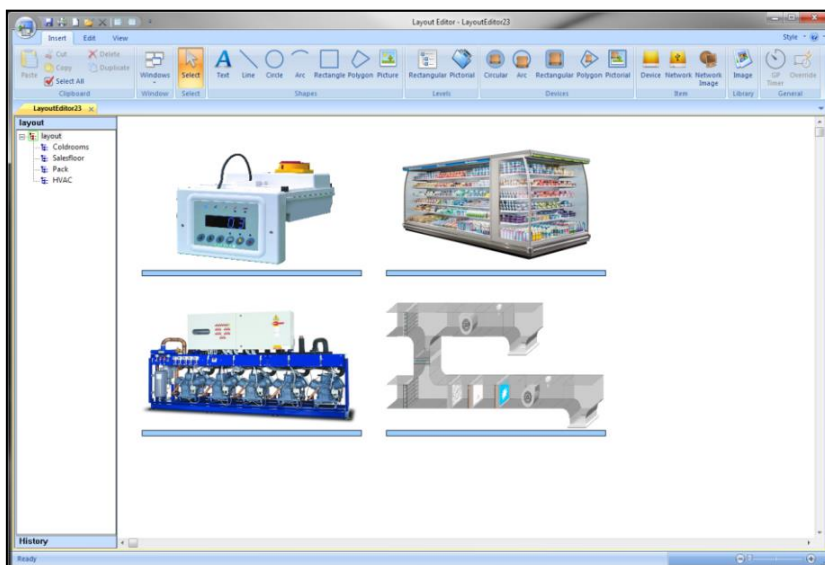 Layout Editor - LayoutEditor23
Insert Edit View Style
Paste Cut Copy Select All Delete Duplicate
Windows Select Text Line Circle Arc Rectangle Polygon Picture Rectangular Pictorial Circular Arc Rectangular Polygon Pictorial Device Network Network Image Image GP Timer Override
Clipboard Window Select Shapes Levels Devices Item Library General
LayoutEditor23
layout
layout
Coldrooms
Salesfloor
Pack
HVAC
History
Ready